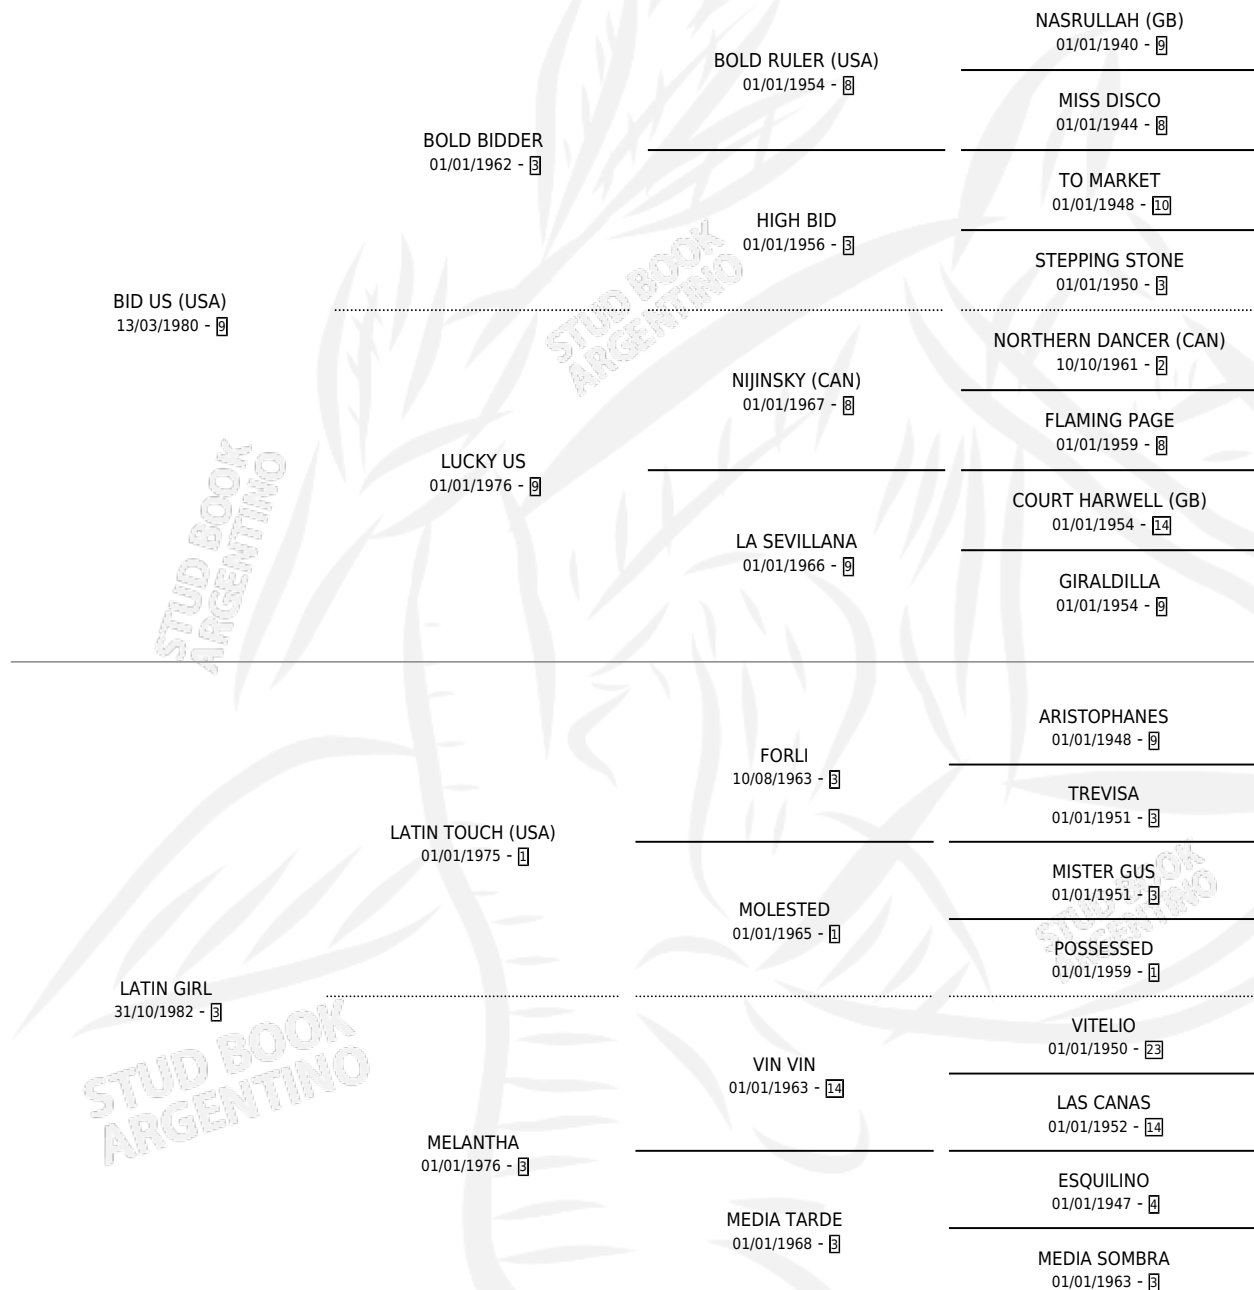 NASRULLAH (GB)
01/01/1940 - 9
BOLD RULER (USA)
01/01/1954 - 8
MISS DISCO
01/01/1944 - 8
BOLD BIDDER
01/01/1962 - 3
TO MARKET
01/01/1948 - 10
HIGH BID
01/01/1956 - 3
STEPPING STONE
01/01/1950 - 3
BID US (USA)
13/03/1980 - 9
NORTHERN DANCER (CAN)
10/10/1961 - 2
NIJINSKY (CAN)
01/01/1967 - 8
FLAMING PAGE
01/01/1959 - 8
LUCKY US
01/01/1976 - 9
COURT HARWELL (GB)
01/01/1954 - 14
LA SEVILLANA
01/01/1966 - 9
GIRALDILLA
01/01/1954 - 9
STUD BOOK
ARGENTINO
STUD BOOK
ARGENTINO
ARISTOPHANES
01/01/1948 - 9
FORLI
10/08/1963 - 3
TREVISA
01/01/1951 - 3
LATIN TOUCH (USA)
01/01/1975 - 1
MISTER GUS
01/01/1951 - 3
MOLESTED
01/01/1965 - 1
POSSESSED
01/01/1959 - 1
STUD BOOK
ARGENTINO
LATIN GIRL
31/10/1982 - 3
VITELIO
01/01/1950 - 23
VIN VIN
01/01/1963 - 14
LAS CANAS
01/01/1952 - 14
STUD BOOK
ARGENTINO
MELANTHA
01/01/1976 - 3
ESQUILINO
01/01/1947 - 4
MEDIA TARDE
01/01/1968 - 3
MEDIA SOMBRA
01/01/1963 - 3